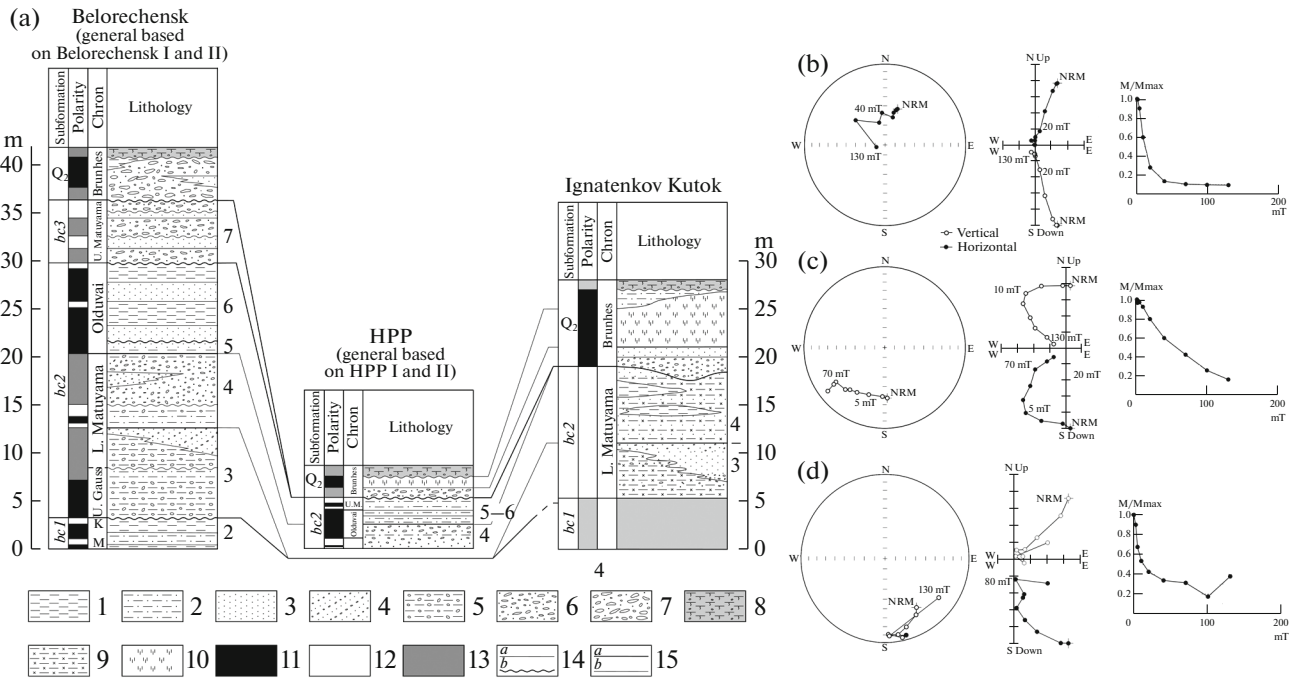 (a)
Belorechensk
(general based
on Belorechensk I and II)
m
Subformation
Polarity
Chron
Lithology
40
35
30
25
20
15
10
5
0
Q2
bc3
bc2
bc1
Brunhes
U. Matuyama
Olduvai
L. Matuyama
U. Gauss
K
M
7
6
5
4
3
2
HPP
(general based
on HPP I and II)
Subformation
Polarity
Chron
Lithology
Q2
bc2
Brunhes
U.M.
Olduvai
5–6
4
Ignatenkov Kutok
Subformation
Polarity
Chron
Lithology
m
30
25
20
15
10
5
0
Q2
bc2
bc1
Brunhes
L. Matuyama
4
3
4
1
2
3
4
5
6
7
8
9
10
11
12
13
a
b
14
a
b
15
(b)
N
W
E
S
40 mT
NRM
130 mT
N Up
NRM
20 mT
W
E
W
E
130 mT
20 mT
NRM
S Down
Vertical
Horizontal
M/Mmax
1.0
0.8
0.6
0.4
0.2
0
100
200
mT
(c)
N
W
E
S
70 mT
5 mT
NRM
N Up
NRM
10 mT
130 mT
W
E
W
E
70 mT
20 mT
5 mT
NRM
S Down
M/Mmax
1.0
0.8
0.6
0.4
0.2
0
100
200
mT
(d)
N
W
E
S
NRM
130 mT
N Up
NRM
W
E
W
E
80 mT
S Down
M/Mmax
1.0
0.8
0.6
0.4
0.2
0
100
200
mT